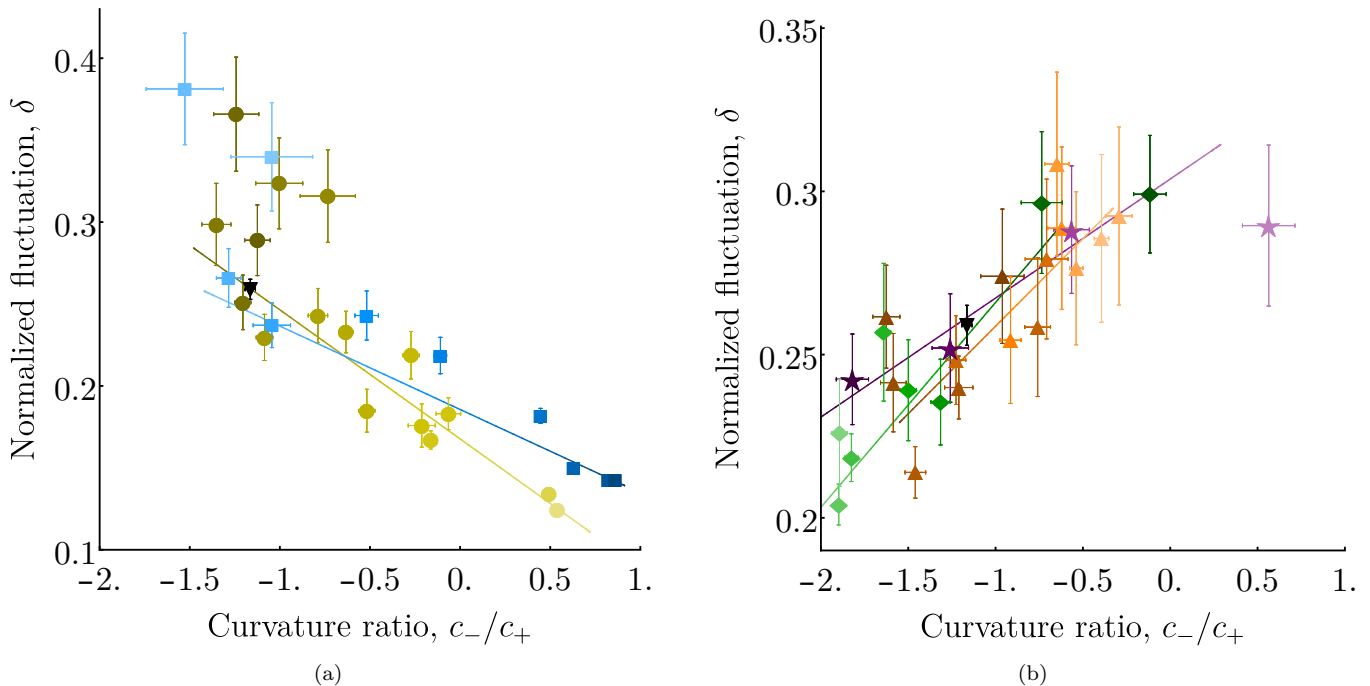 Normalized fluctuation, δ
0.4
0.3
0.2
0.1
-2. -1.5 -1. -0.5 0. 0.5 1.
Curvature ratio, c₋/c₊
(a)
Normalized fluctuation, δ
0.35
0.3
0.25
0.2
-2. -1.5 -1. -0.5 0. 0.5 1.
Curvature ratio, c₋/c₊
(b)